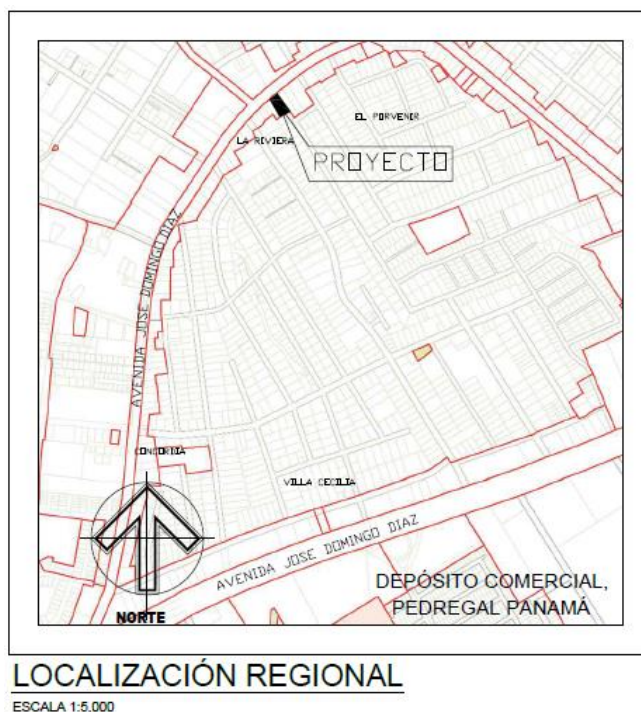 EL PORVENIR
LA RIVIERA
PROYECTO
AVENIDA JOSE DOMINGO DIAZ
CONCORDIA
VILLA CECILIA
AVENIDA JOSE DOMINGO DIAZ
DEPÓSITO COMERCIAL,
PEDREGAL PANAMÁ
NORTE
LOCALIZACIÓN REGIONAL
ESCALA 1:5.000